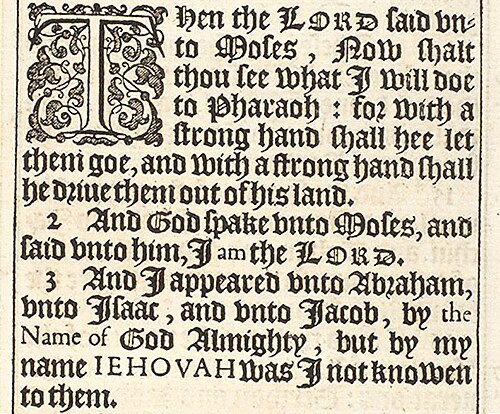 Then the LORD said vn-
to Moses, Now shalt
thou see what I will doe
to Pharaoh: for with a
strong hand shall hee let
them goe, and with a strong hand shall
he driue them out of his land.
2 And God spake vnto Moses, and
said vnto him, I am the LORD.
3 And I appeared vnto Abraham,
vnto Isaac, and vnto Jacob, by the
Name of God Almighty, but by my
name IEHOVAH was I not knowen
to them.